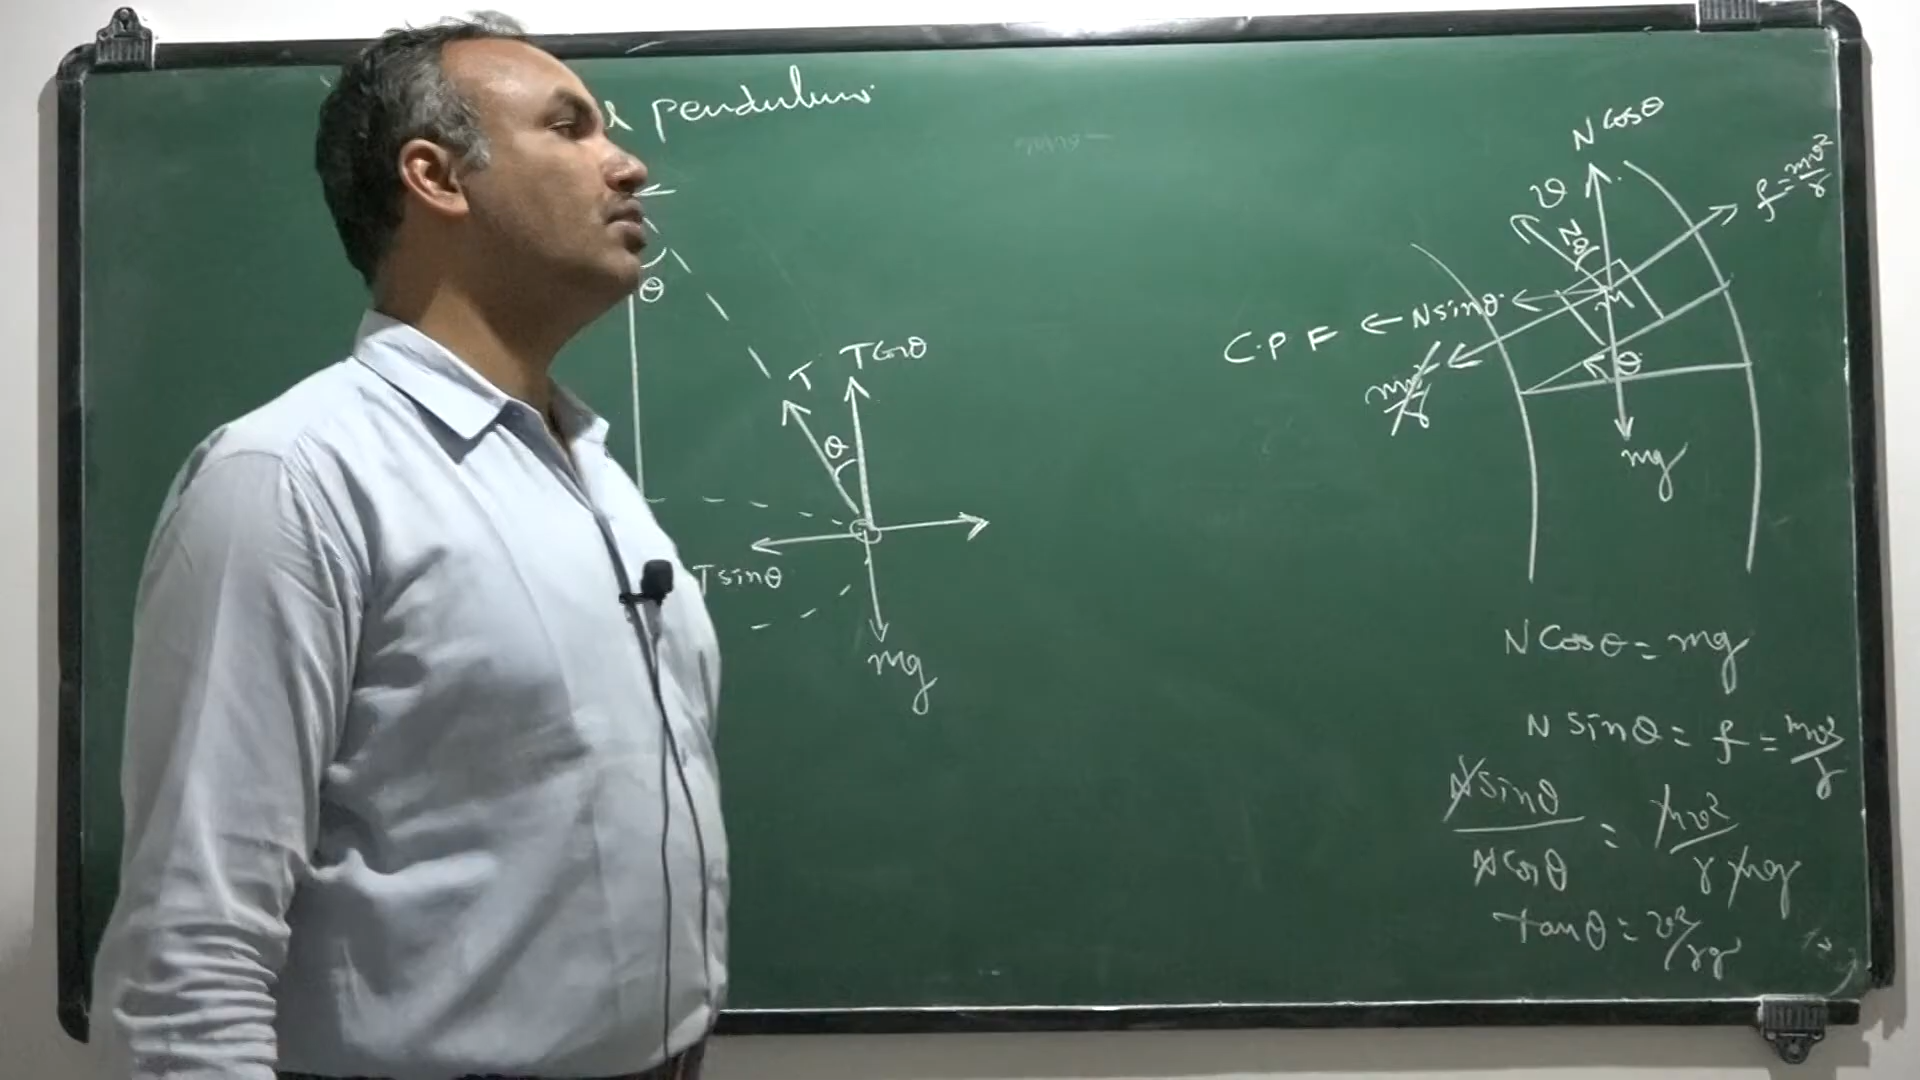 pendulum
θ
T
T Cosθ
θ
T sinθ
mg
N Cosθ
v
N
θ
f = mv²/r
C.P F ← N sinθ
m
mv²/r
θ
mg
N Cosθ = mg
N sinθ = f = mv²/r
N sinθ / N Cosθ = mv² / r mg
tanθ = v²/rg